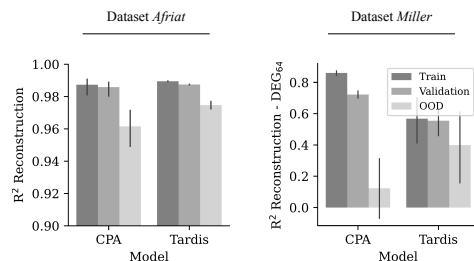 Dataset Afriat
R² Reconstruction
1.00
0.98
0.96
0.94
0.92
0.90
CPA
Tardis
Model
Dataset Miller
R² Reconstruction - DEG₆₄
0.8
0.6
0.4
0.2
0.0
Train
Validation
OOD
CPA
Tardis
Model